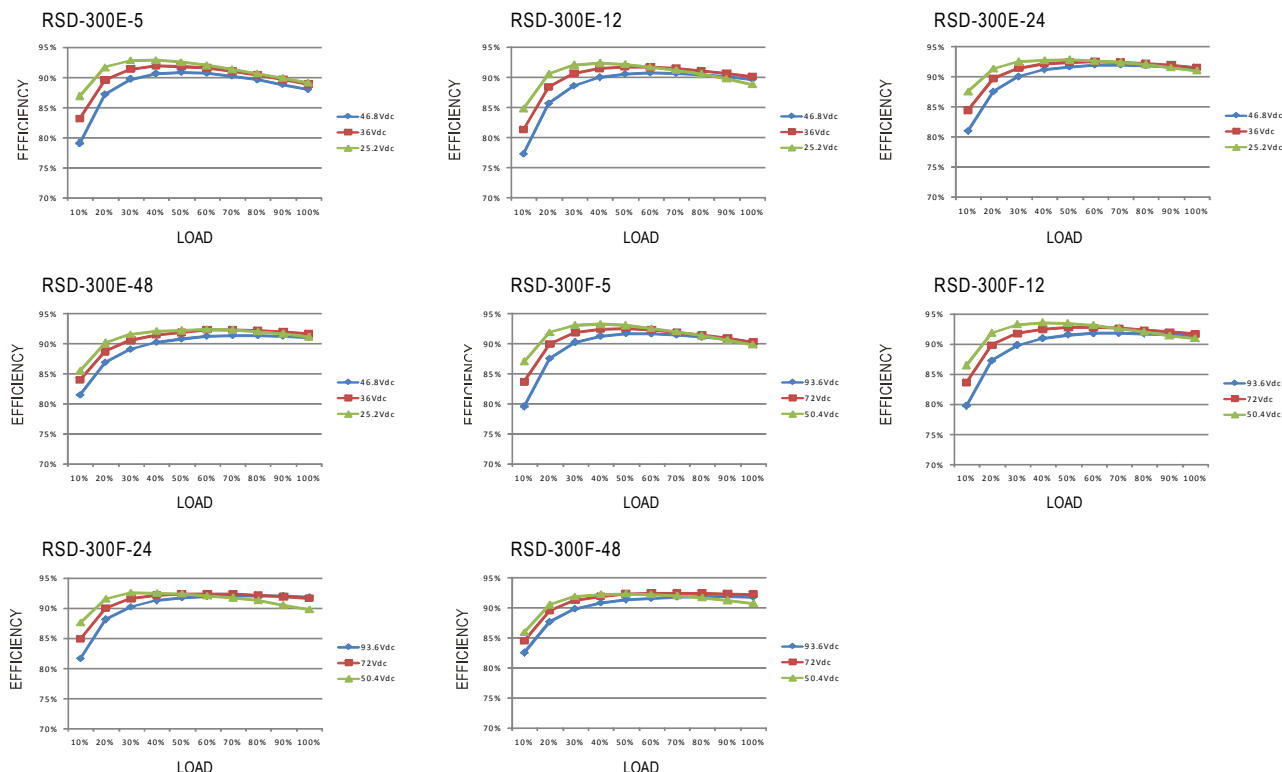 RSD-300E-5
95%
90%
85%
80%
75%
70%
EFFICIENCY
10% 20% 30% 40% 50% 60% 70% 80% 90% 100%
LOAD
46.8Vdc
36Vdc
25.2Vdc
RSD-300E-12
95%
90%
85%
80%
75%
70%
EFFICIENCY
10% 20% 30% 40% 50% 60% 70% 80% 90% 100%
LOAD
46.8Vdc
36Vdc
25.2Vdc
RSD-300E-24
95%
90%
85%
80%
75%
70%
EFFICIENCY
10% 20% 30% 40% 50% 60% 70% 80% 90% 100%
LOAD
46.8Vdc
36Vdc
25.2Vdc
RSD-300E-48
95%
90%
85%
80%
75%
70%
EFFICIENCY
10% 20% 30% 40% 50% 60% 70% 80% 90% 100%
LOAD
46.8Vdc
36Vdc
25.2Vdc
RSD-300F-5
95%
90%
85%
80%
75%
70%
EFFICIENCY
10% 20% 30% 40% 50% 60% 70% 80% 90% 100%
LOAD
93.6Vdc
72Vdc
50.4Vdc
RSD-300F-12
95%
90%
85%
80%
75%
70%
EFFICIENCY
10% 20% 30% 40% 50% 60% 70% 80% 90% 100%
LOAD
93.6Vdc
72Vdc
50.4Vdc
RSD-300F-24
95%
90%
85%
80%
75%
70%
EFFICIENCY
10% 20% 30% 40% 50% 60% 70% 80% 90% 100%
LOAD
93.6Vdc
72Vdc
50.4Vdc
RSD-300F-48
95%
90%
85%
80%
75%
70%
EFFICIENCY
10% 20% 30% 40% 50% 60% 70% 80% 90% 100%
LOAD
93.6Vdc
72Vdc
50.4Vdc